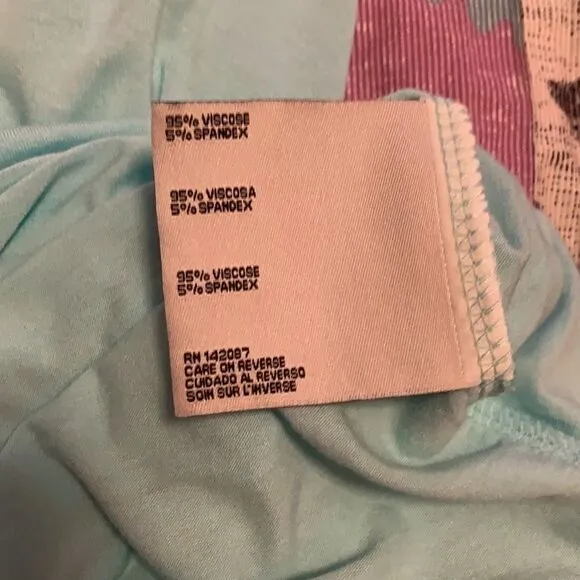 95% VISCOSE
5% SPANDEX
95% VISCOSA
5% SPANDEX
95% VISCOSE
5% SPANDEX
RN 142087
CARE ON REVERSE
CUIDADO AL REVERSO
SOIN SUR L'INVERSE